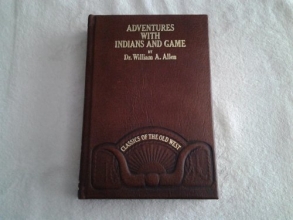 ADVENTURES
WITH
INDIANS AND GAME
BY
Dr. William A. Allen
CLASSICS OF THE OLD WEST